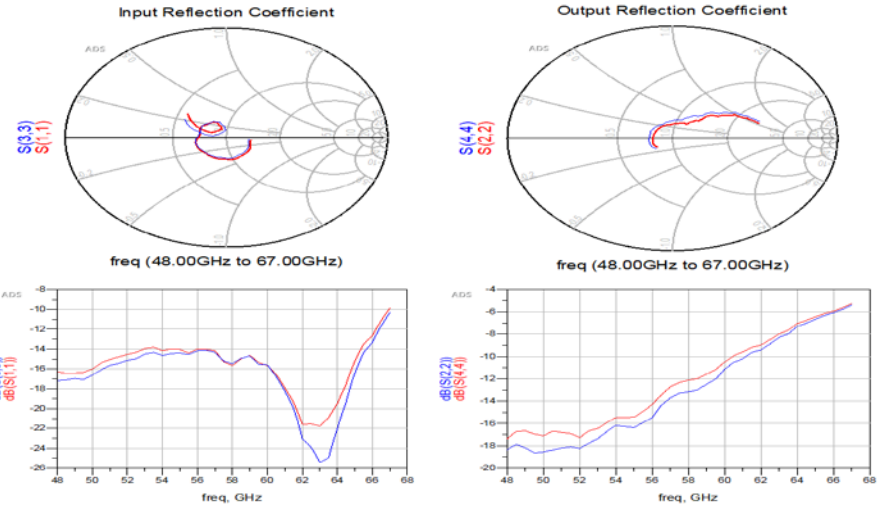 Input Reflection Coefficient
Output Reflection Coefficient
ADS
ADS
S(3,3)
S(1,1)
S(4,4)
S(2,2)
freq (48.00GHz to 67.00GHz)
freq (48.00GHz to 67.00GHz)
ADS
-8
-10
-12
-14
-16
-18
-20
-22
-24
-26
dB(S(1,1))
48 50 52 54 56 58 60 62 64 66 68
freq, GHz
ADS
-4
-6
-8
-10
-12
-14
-16
-18
-20
dB(S(2,2))
dB(S(4,4))
48 50 52 54 56 58 60 62 64 66 68
freq, GHz